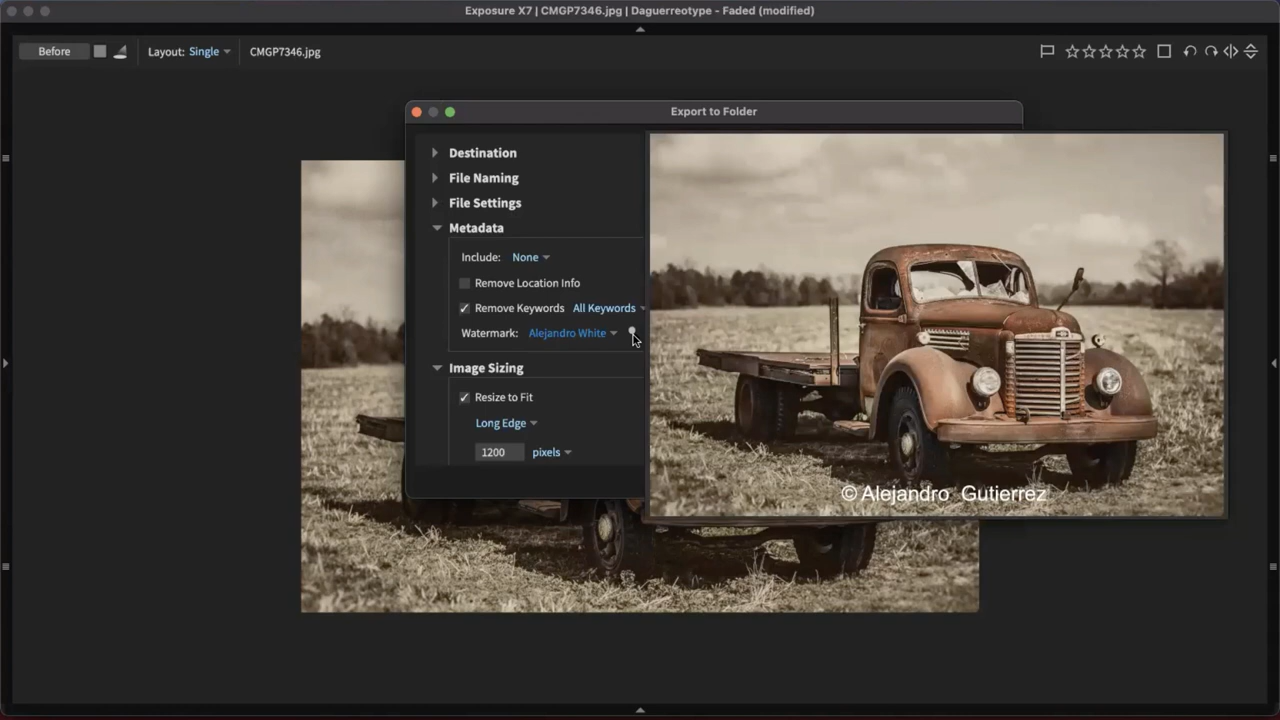 Exposure X7 | CMGP7346.jpg | Daguerreotype - Faded (modified)
Before
Layout: Single
CMGP7346.jpg
Export to Folder
Destination
File Naming
File Settings
Metadata
Include: None
Remove Location Info
Remove Keywords All Keywords
Watermark: Alejandro White
Image Sizing
Resize to Fit
Long Edge
1200 pixels
© Alejandro Gutierrez